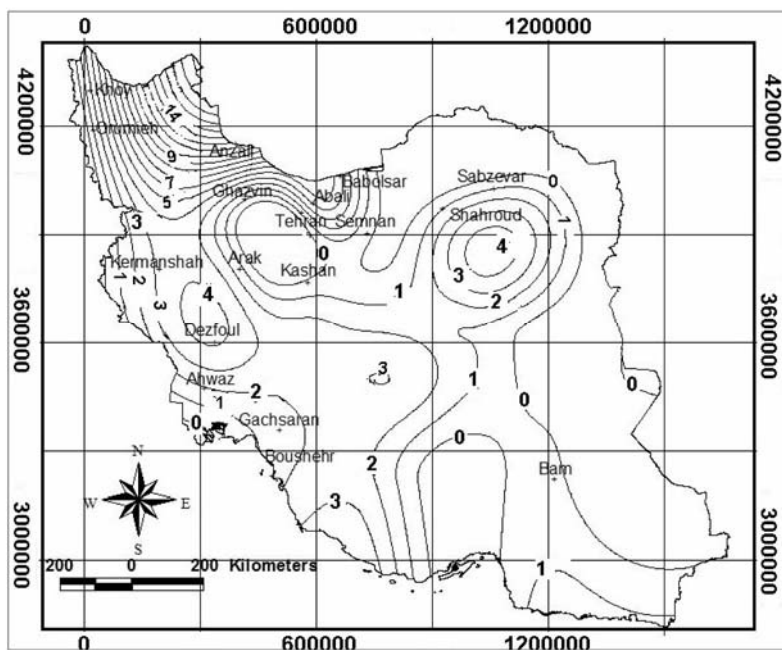 0 600000 1200000
4200000 4200000
Khoy
14
Orumieh
9
Anzali
7
5
Ghazvin
Babolsar
Abali
Sabzevar
0
3
Tehran Semnan
Shahroud
1
Kermanshah
Arak
0
4
1
2
3
Kashan
3
4
1
2
3600000 3600000
Dezfoul
3
Ahwaz
2
1
0
1
0
0
Gachsaran
0
Boushehr
2
Bam
N
W E
S
3
3000000 3000000
200 0 200 Kilometers
1
0 600000 1200000